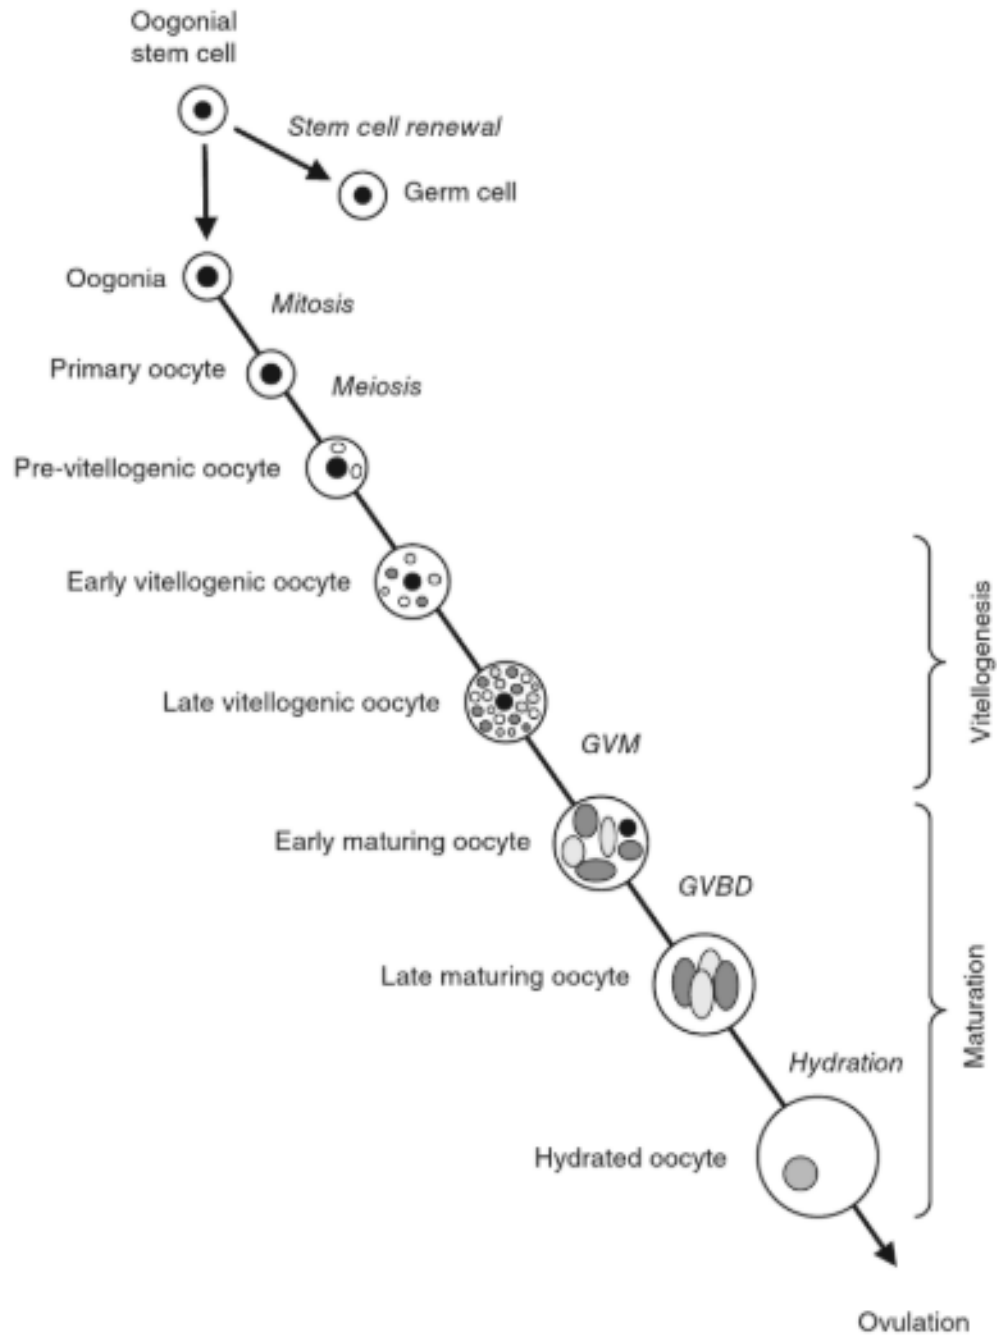 Oogonial
stem cell
Stem cell renewal
Germ cell
Oogonia
Mitosis
Primary oocyte
Meiosis
Pre-vitellogenic oocyte
Early vitellogenic oocyte
Vitellogenesis
Late vitellogenic oocyte
GVM
Early maturing oocyte
GVBD
Late maturing oocyte
Maturation
Hydration
Hydrated oocyte
Ovulation